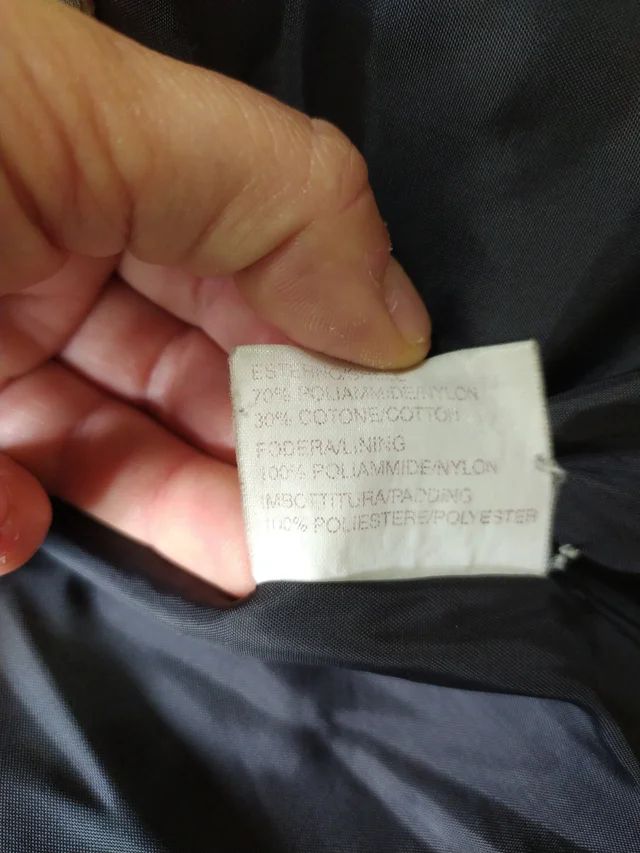 70% POLIAMMIDE/NYLON
30% COTONE/COTTON
FODERA/LINING
100% POLIAMMIDE/NYLON
IMBOTTITURA/PADDING
100% POLIESTERE/POLYESTER